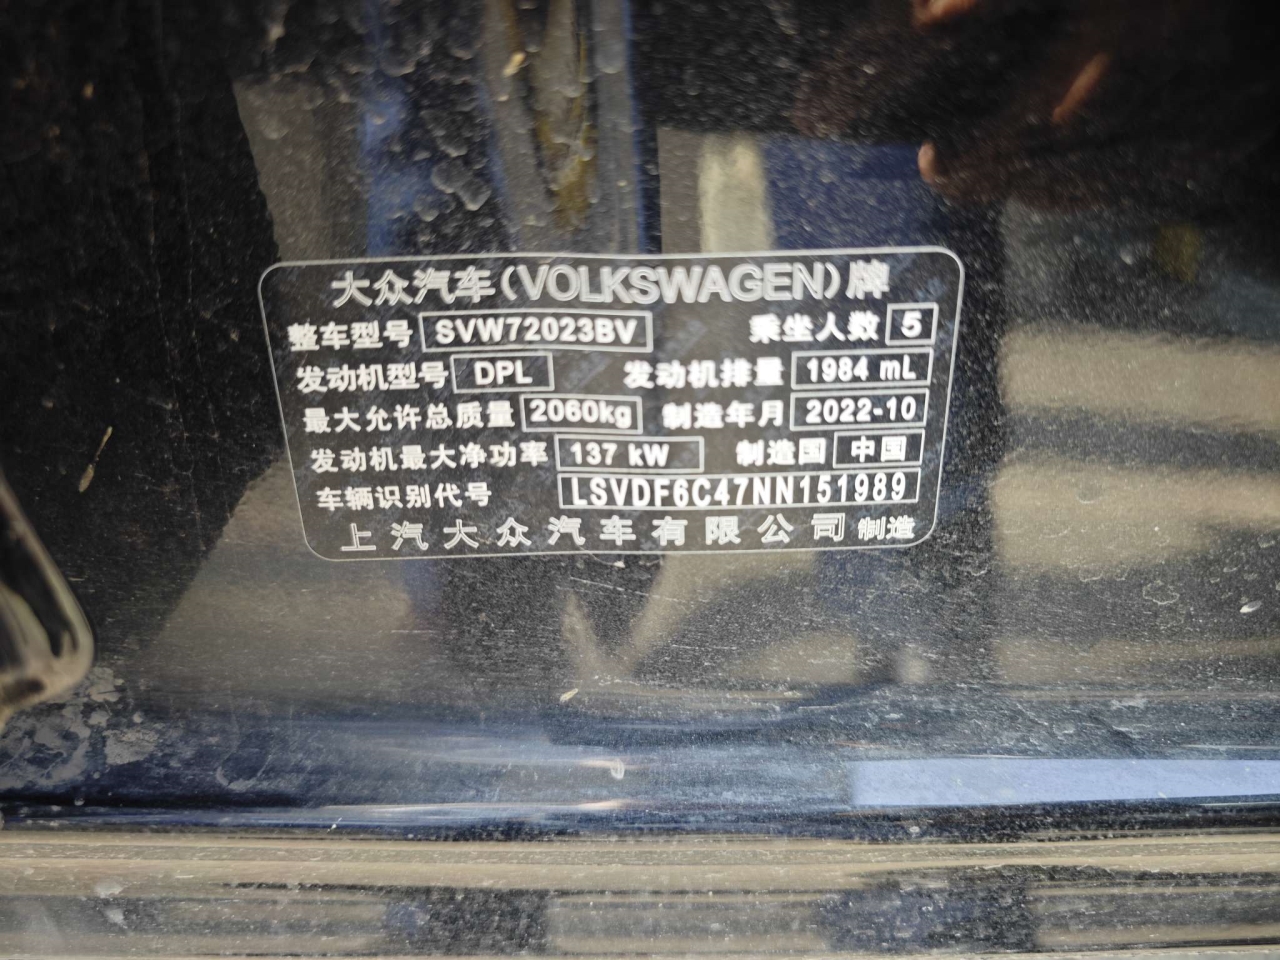 大众汽车(VOLKSWAGEN)牌
整车型号 SVW72023BV 乘坐人数 5
发动机型号 DPL 发动机排量 1984 mL
最大允许总质量 2060kg 制造年月 2022-10
发动机最大净功率 137 kW 制造国 中国
车辆识别代号 LSVDF6C47NN151989
上汽大众汽车有限公司 制造